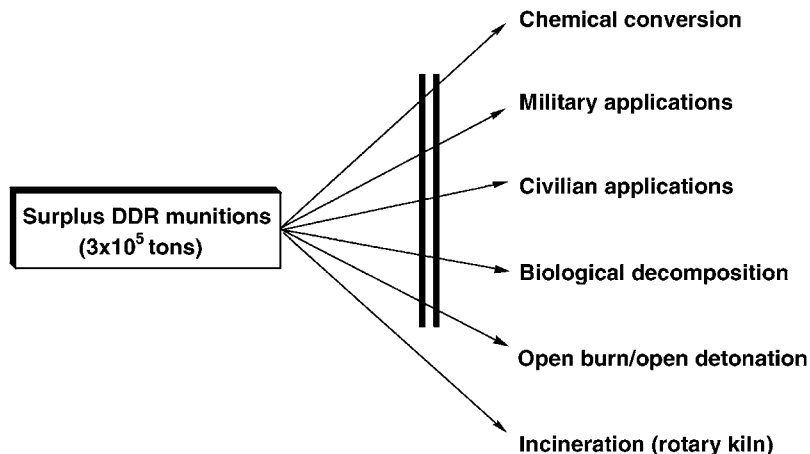 Chemical conversion
Military applications
Surplus DDR munitions
(3x10⁵ tons)
Civilian applications
Biological decomposition
Open burn/open detonation
Incineration (rotary kiln)